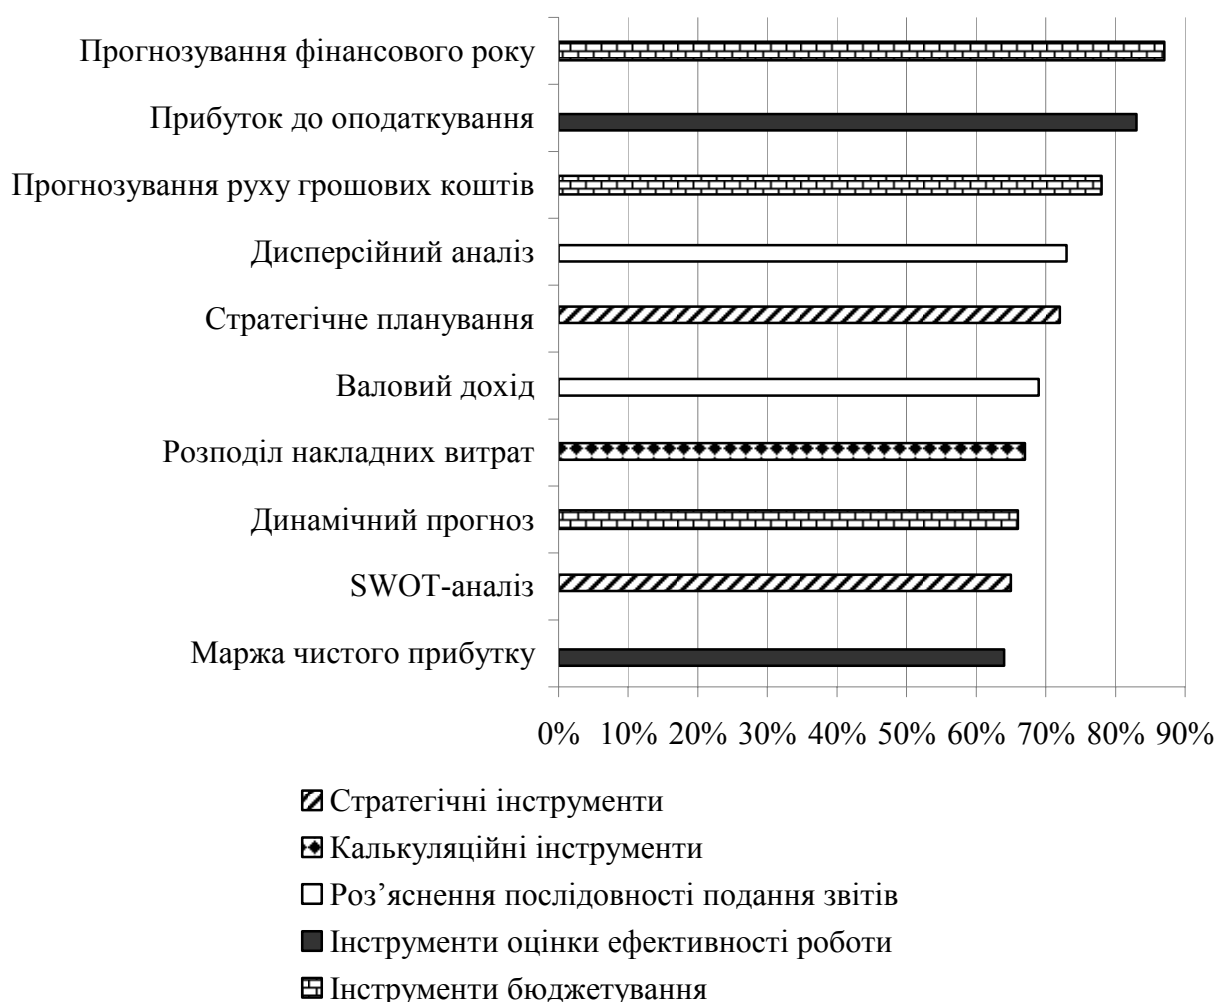 Прогнозування фінансового року
Прибуток до оподаткування
Прогнозування руху грошових коштів
Дисперсійний аналіз
Стратегічне планування
Валовий дохід
Розподіл накладних витрат
Динамічний прогноз
SWOT-аналіз
Маржа чистого прибутку
0% 10% 20% 30% 40% 50% 60% 70% 80% 90%
Стратегічні інструменти
Калькуляційні інструменти
Роз’яснення послідовності подання звітів
Інструменти оцінки ефективності роботи
Інструменти бюджетування